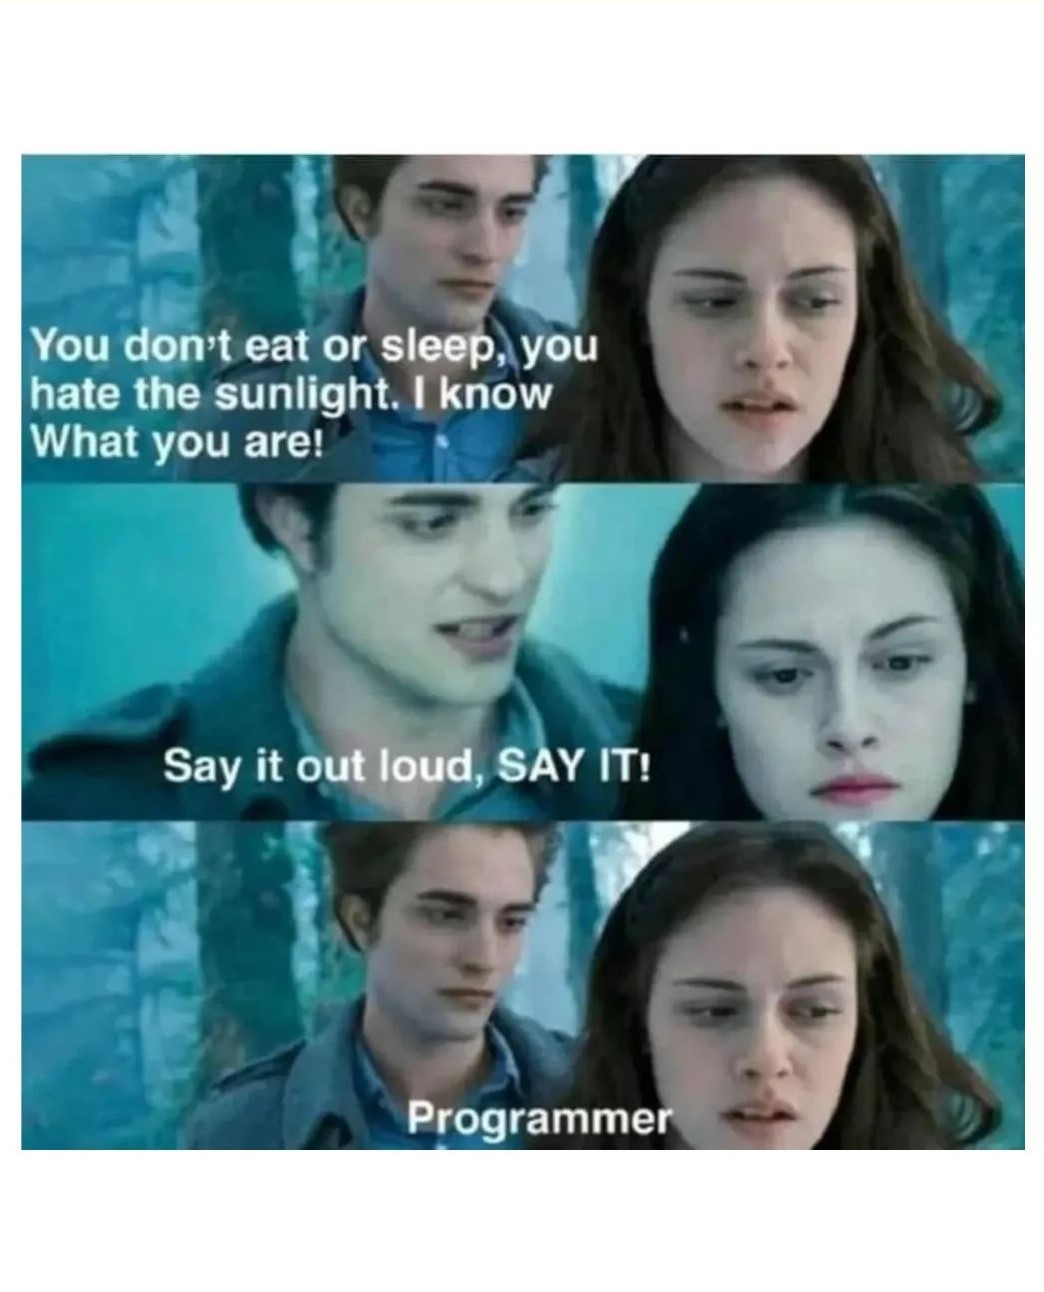 You don't eat or sleep, you
hate the sunlight. I know
What you are!
Say it out loud, SAY IT!
Programmer